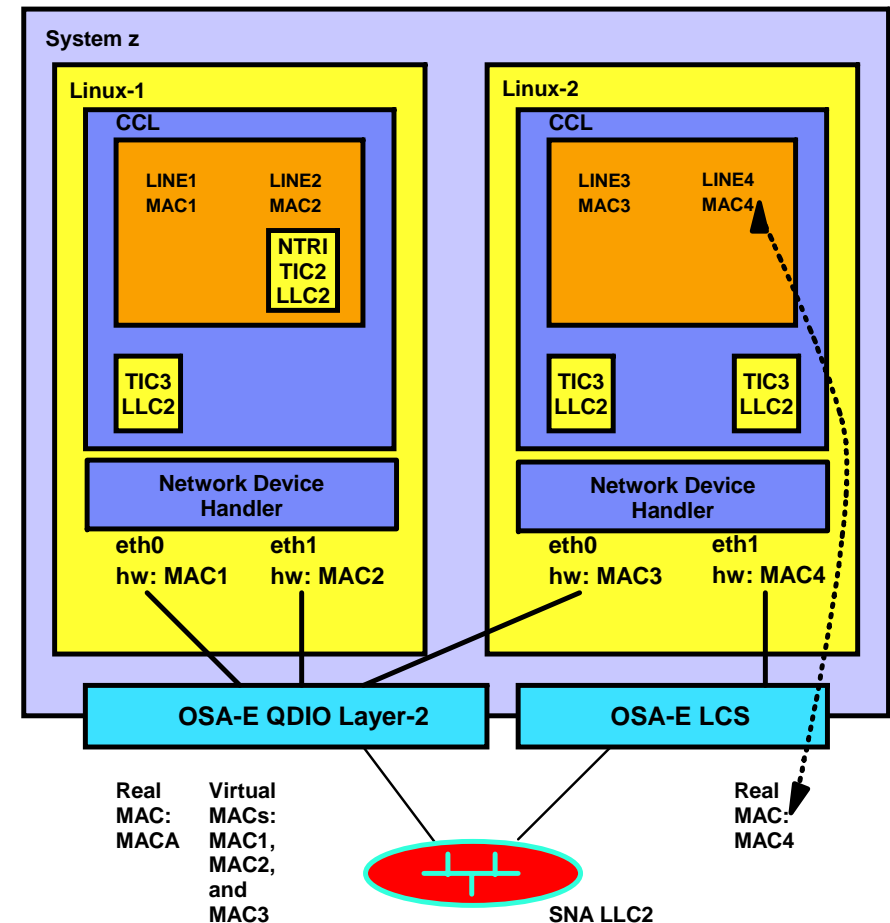 System z
Linux-1
CCL
LINE1
MAC1
LINE2
MAC2
NTRI
TIC2
LLC2
TIC3
LLC2
Network Device
Handler
eth0
hw: MAC1
eth1
hw: MAC2
Linux-2
CCL
LINE3
MAC3
LINE4
MAC4
TIC3
LLC2
TIC3
LLC2
Network Device
Handler
eth0
hw: MAC3
eth1
hw: MAC4
OSA-E QDIO Layer-2
OSA-E LCS
Real
MAC:
MACA
Virtual
MACs:
MAC1,
MAC2,
and
MAC3
Real
MAC:
MAC4
SNA LLC2